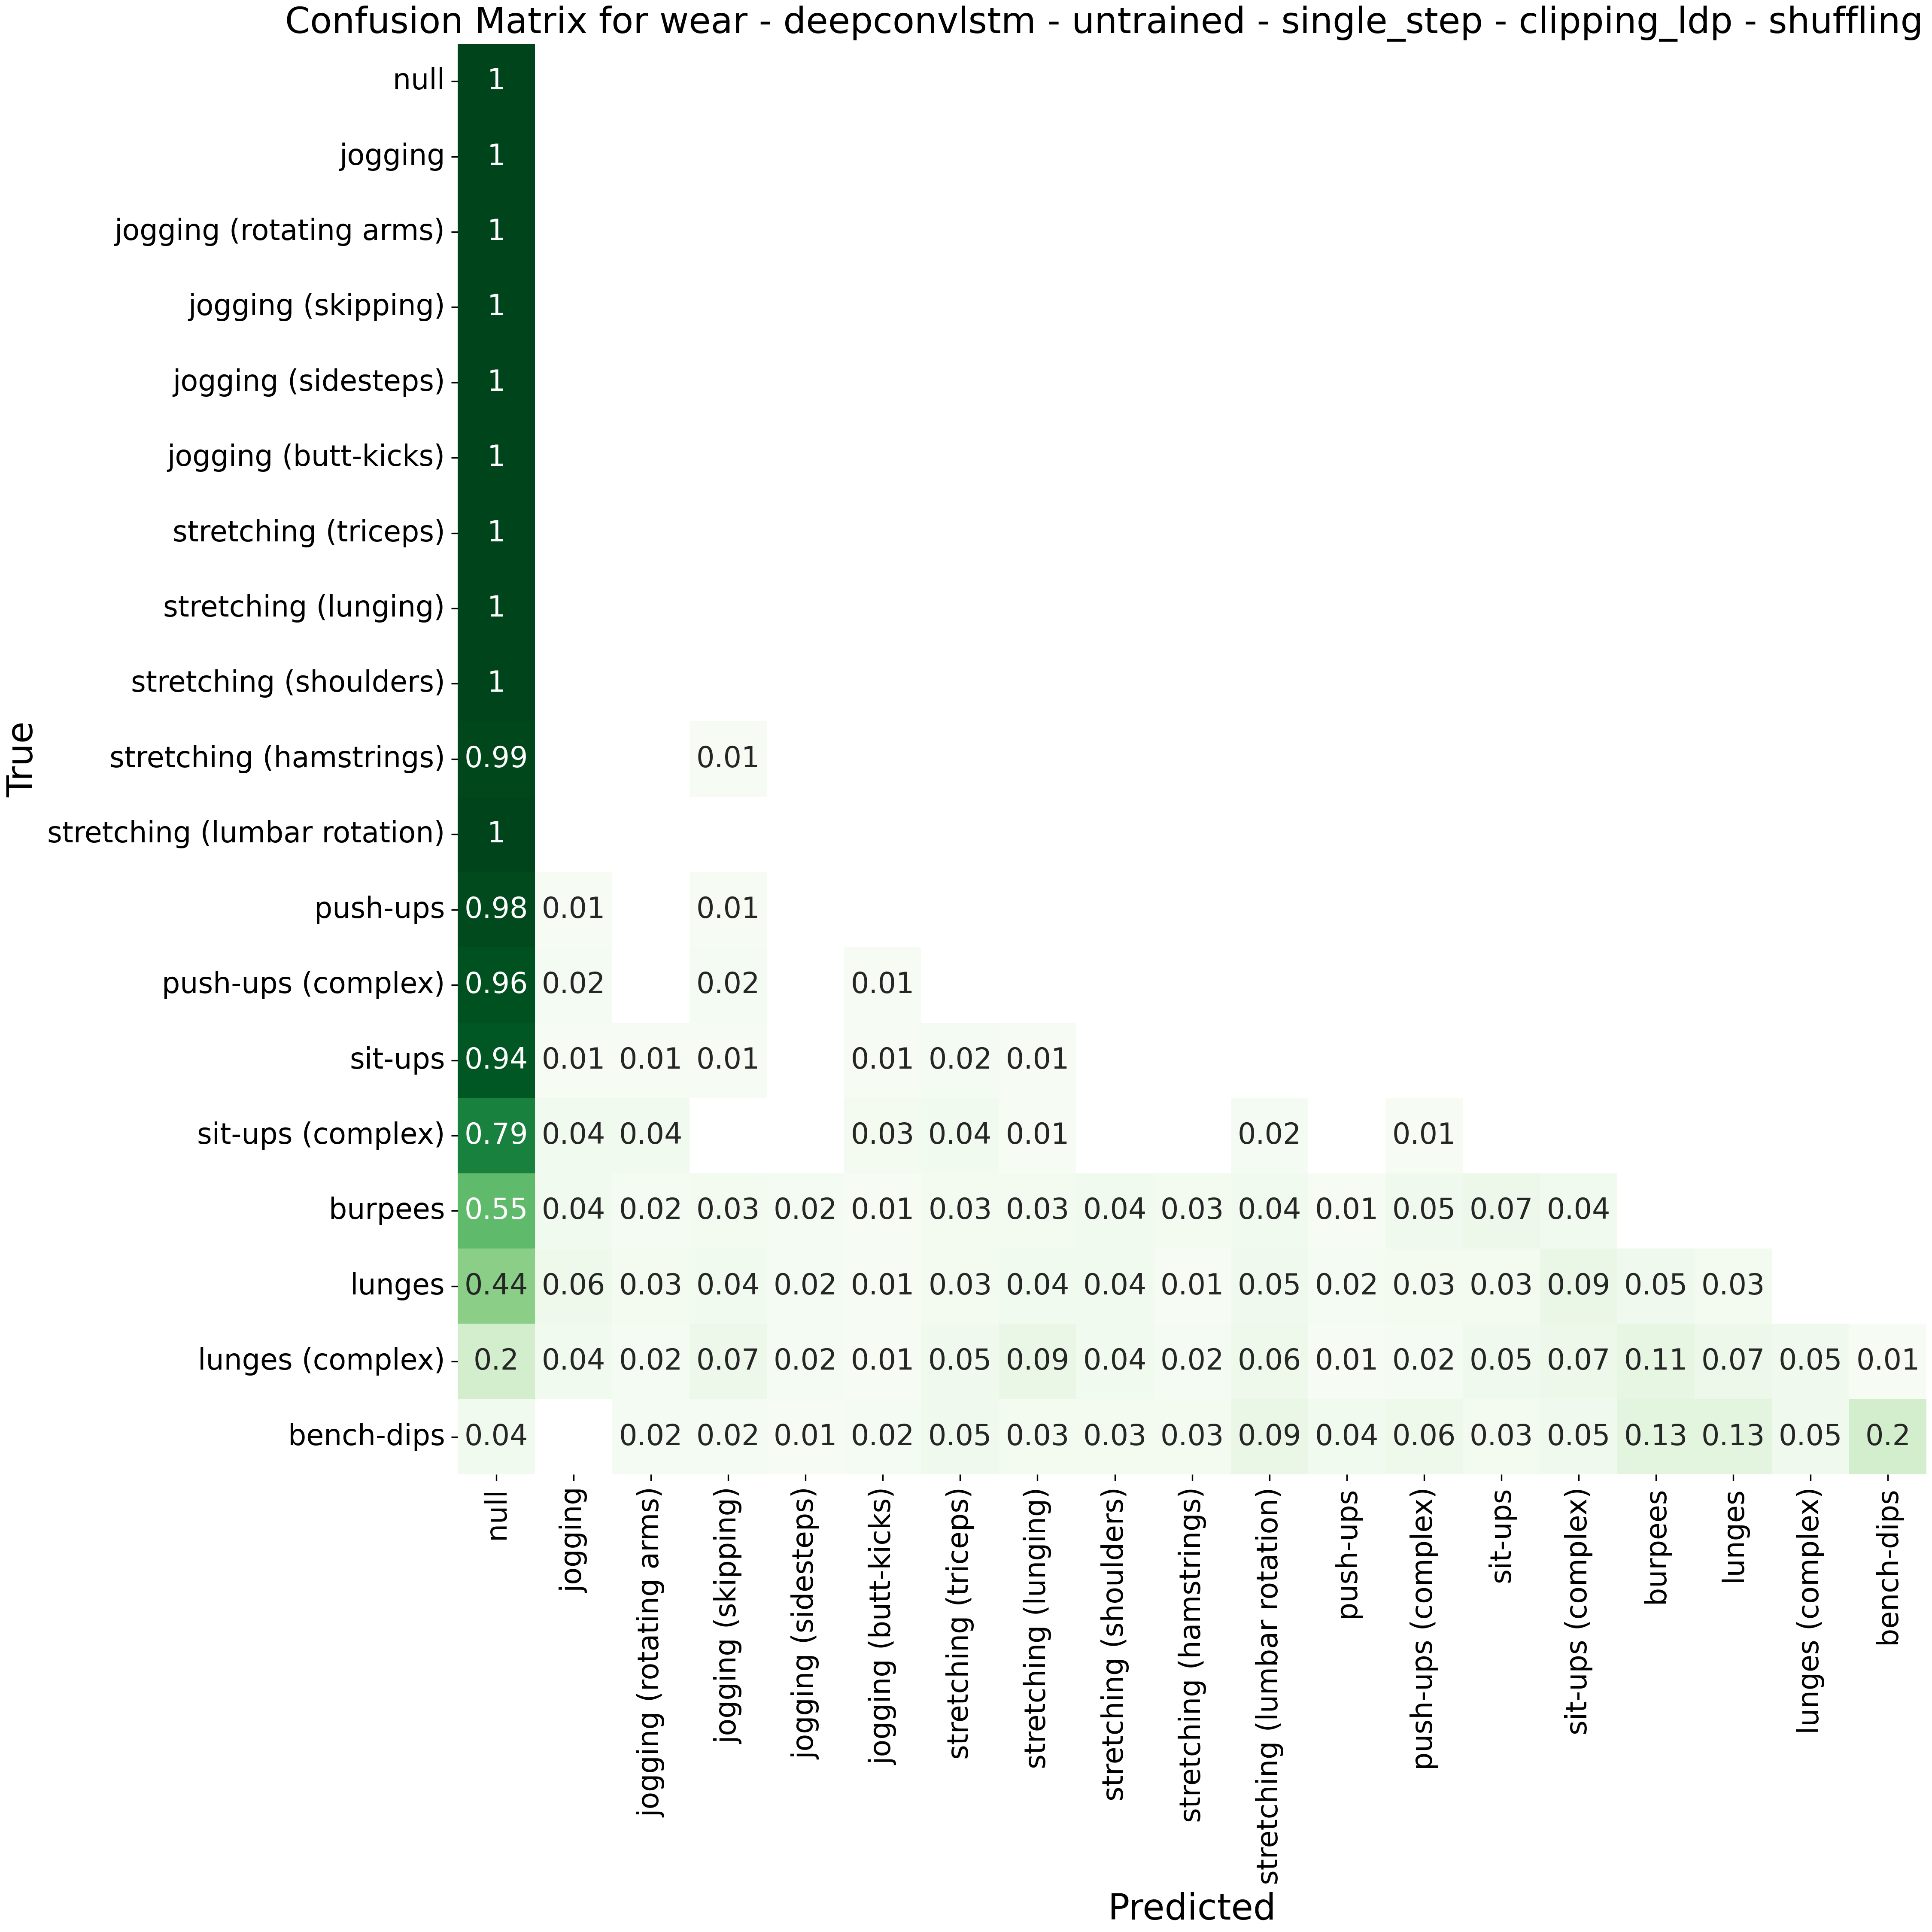 Confusion Matrix for wear - deepconvlstm - untrained - single_step - clipping_ldp - shuffling
True
null 1
jogging 1
jogging (rotating arms) 1
jogging (skipping) 1
jogging (sidesteps) 1
jogging (butt-kicks) 1
stretching (triceps) 1
stretching (lunging) 1
stretching (shoulders) 1
stretching (hamstrings) 0.99 0.01
stretching (lumbar rotation) 1
push-ups 0.98 0.01 0.01
push-ups (complex) 0.96 0.02 0.02 0.01
sit-ups 0.94 0.01 0.01 0.01 0.01 0.02 0.01
sit-ups (complex) 0.79 0.04 0.04 0.03 0.04 0.01 0.02 0.01
burpees 0.55 0.04 0.02 0.03 0.02 0.01 0.03 0.03 0.04 0.03 0.04 0.01 0.05 0.07 0.04
lunges 0.44 0.06 0.03 0.04 0.02 0.01 0.03 0.04 0.04 0.01 0.05 0.02 0.03 0.03 0.09 0.05 0.03
lunges (complex) 0.2 0.04 0.02 0.07 0.02 0.01 0.05 0.09 0.04 0.02 0.06 0.01 0.02 0.05 0.07 0.11 0.07 0.05 0.01
bench-dips 0.04 0.02 0.02 0.01 0.02 0.05 0.03 0.03 0.03 0.09 0.04 0.06 0.03 0.05 0.13 0.13 0.05 0.2
null
jogging
jogging (rotating arms)
jogging (skipping)
jogging (sidesteps)
jogging (butt-kicks)
stretching (triceps)
stretching (lunging)
stretching (shoulders)
stretching (hamstrings)
stretching (lumbar rotation)
push-ups
push-ups (complex)
sit-ups
sit-ups (complex)
burpees
lunges
lunges (complex)
bench-dips
Predicted